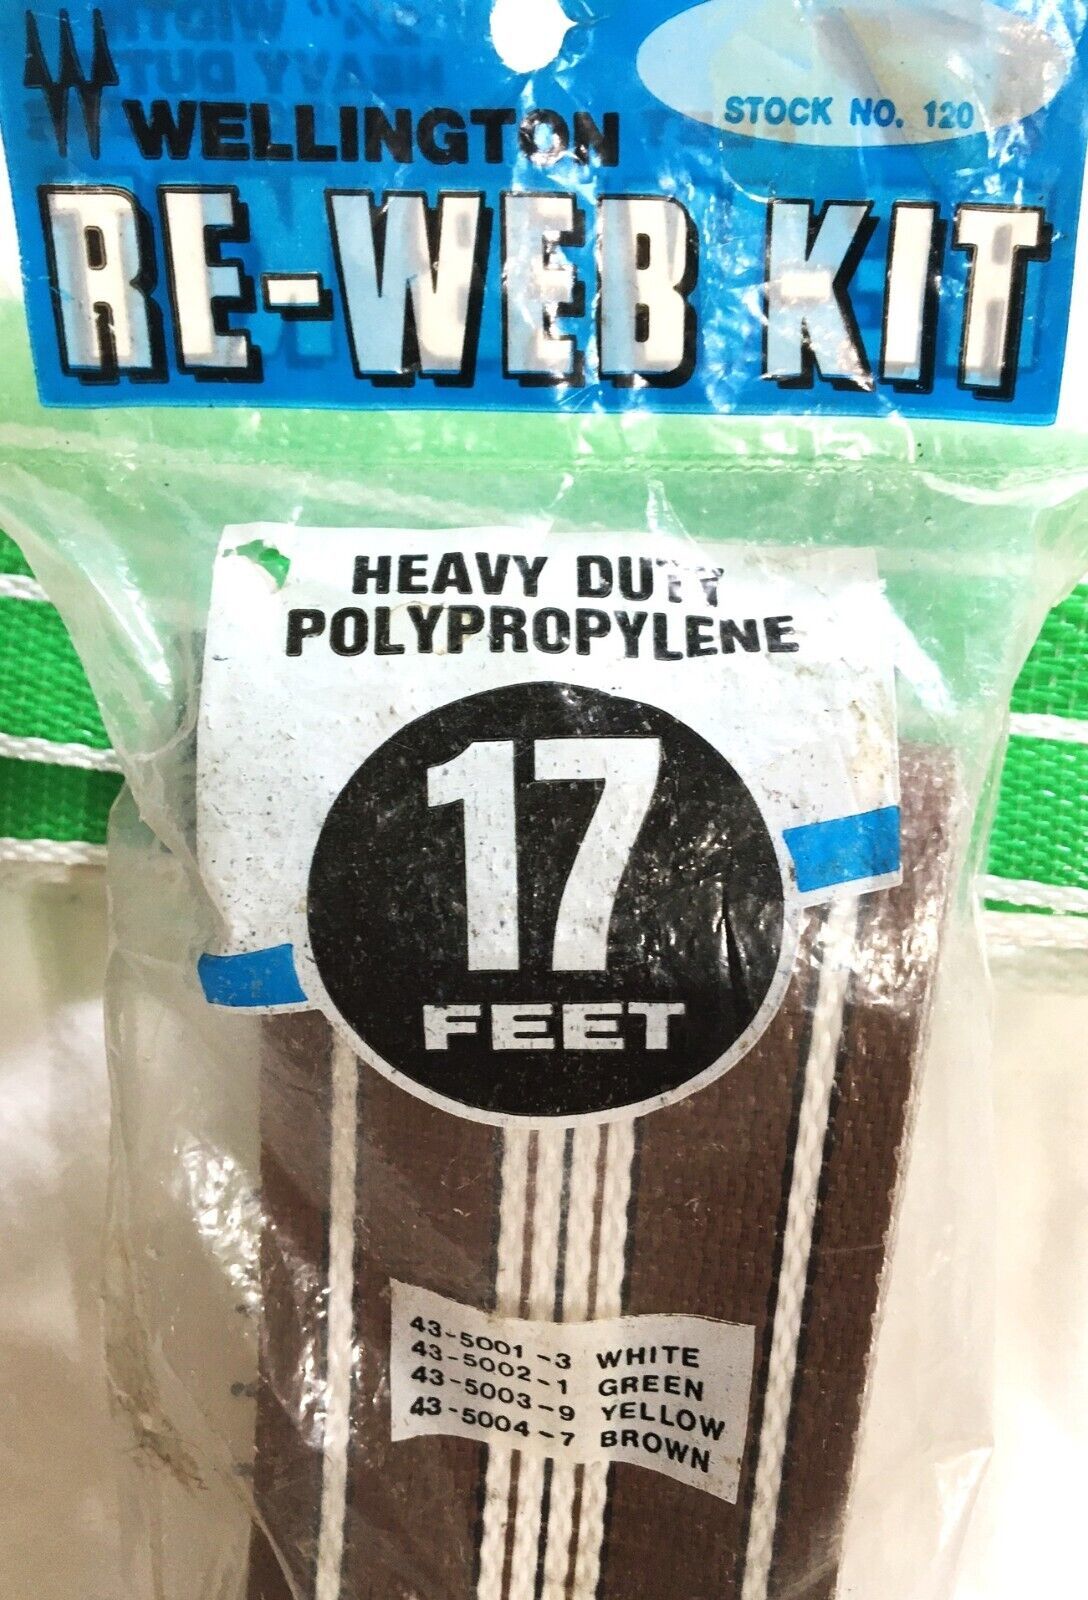 WELLINGTON
STOCK NO. 120
RE-WEB KIT
HEAVY DUTY
POLYPROPYLENE
17
FEET
43-5001-3 WHITE
43-5002-1 GREEN
43-5003-9 YELLOW
43-5004-7 BROWN